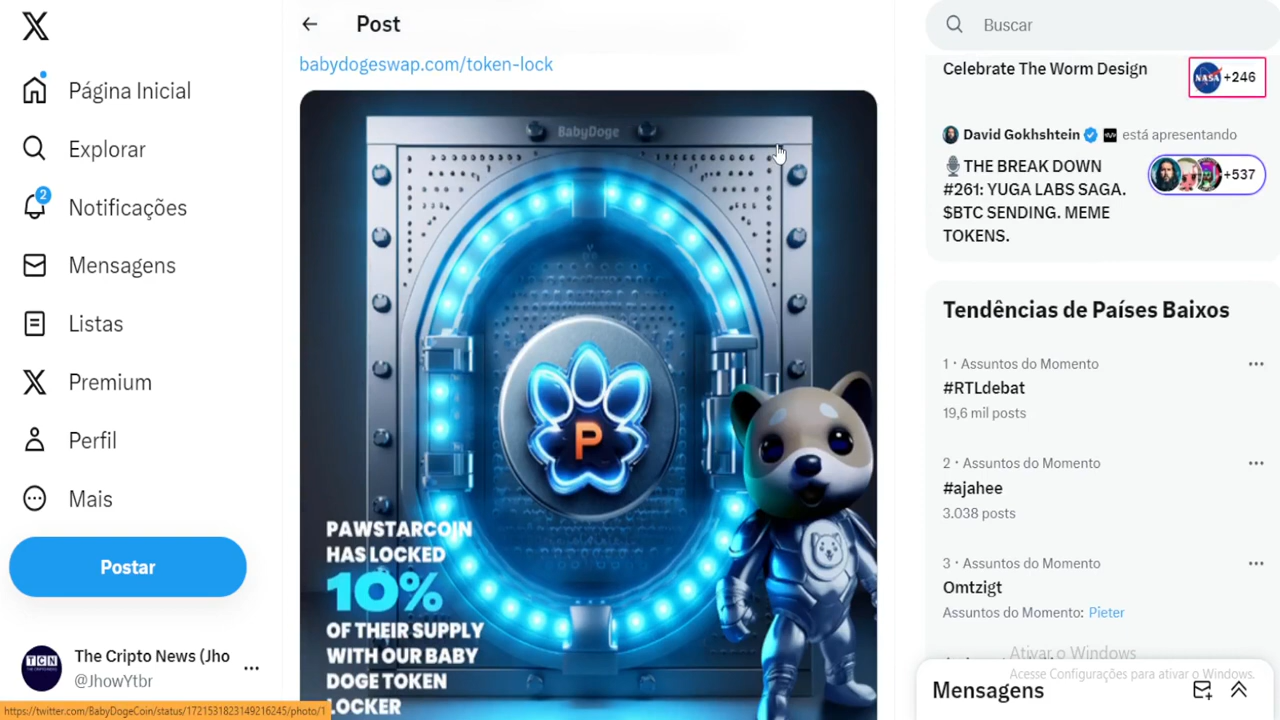 Página Inicial
Explorar
2
Notificações
Mensagens
Listas
Premium
Perfil
Mais
Postar
The Cripto News (Jho
@JhowYtbr
https://twitter.com/BabyDogeCoin/status/1721531823149216245/photo/1
Post
babydogeswap.com/token-lock
BabyDoge
P
PAWSTARCOIN
HAS LOCKED
10%
OF THEIR SUPPLY
WITH OUR BABY
DOGE TOKEN
LOCKER
Buscar
Celebrate The Worm Design
NASA
+246
David Gokhshtein está apresentando
THE BREAK DOWN
#261: YUGA LABS SAGA.
$BTC SENDING. MEME
TOKENS.
+537
Tendências de Países Baixos
1 · Assuntos do Momento
#RTLdebat
19,6 mil posts
2 · Assuntos do Momento
#ajahee
3.038 posts
3 · Assuntos do Momento
Omtzigt
Assuntos do Momento: Pieter
Ativar o Windows
Acesse Configurações para ativar o Windows.
Mensagens